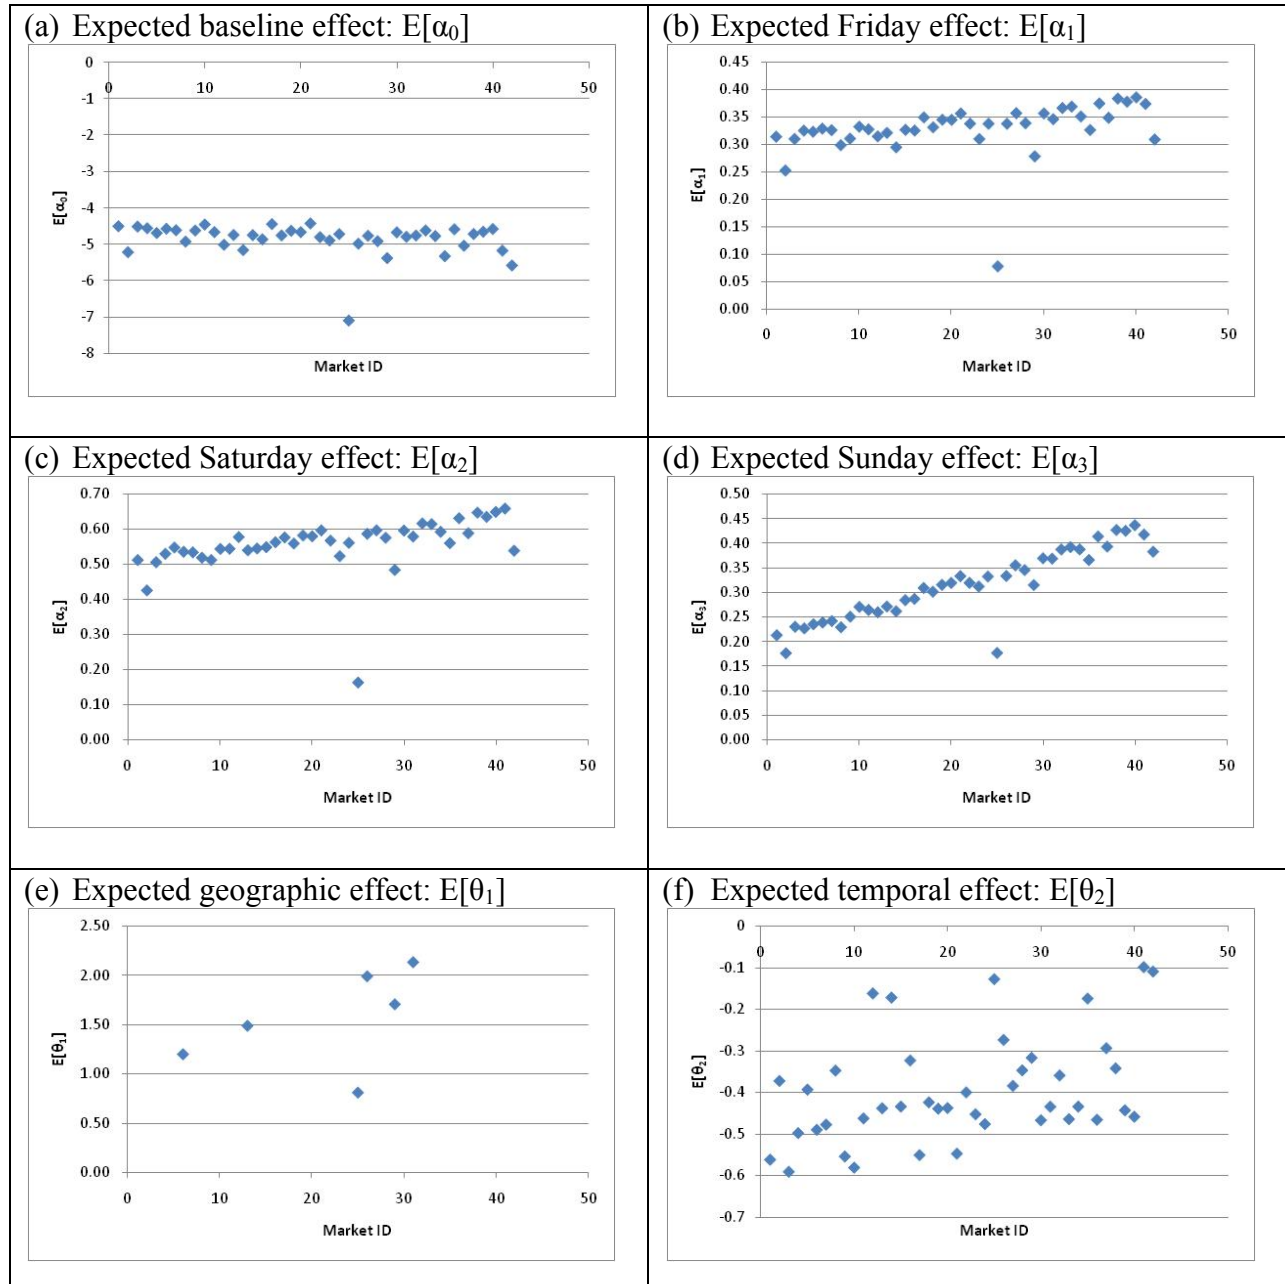 (a) Expected baseline effect: E[α₀]
0
-1
-2
-3
-4
-5
-6
-7
-8
0 10 20 30 40 50
E[α₀]
Market ID
(b) Expected Friday effect: E[α₁]
0.45
0.40
0.35
0.30
0.25
0.20
0.15
0.10
0.05
0.00
0 10 20 30 40 50
E[α₁]
Market ID
(c) Expected Saturday effect: E[α₂]
0.70
0.60
0.50
0.40
0.30
0.20
0.10
0.00
0 10 20 30 40 50
E[α₂]
Market ID
(d) Expected Sunday effect: E[α₃]
0.50
0.45
0.40
0.35
0.30
0.25
0.20
0.15
0.10
0.05
0.00
0 10 20 30 40 50
E[α₃]
Market ID
(e) Expected geographic effect: E[θ₁]
2.50
2.00
1.50
1.00
0.50
0.00
0 10 20 30 40 50
E[θ₁]
Market ID
(f) Expected temporal effect: E[θ₂]
0
-0.1
-0.2
-0.3
-0.4
-0.5
-0.6
-0.7
0 10 20 30 40 50
E[θ₂]
Market ID